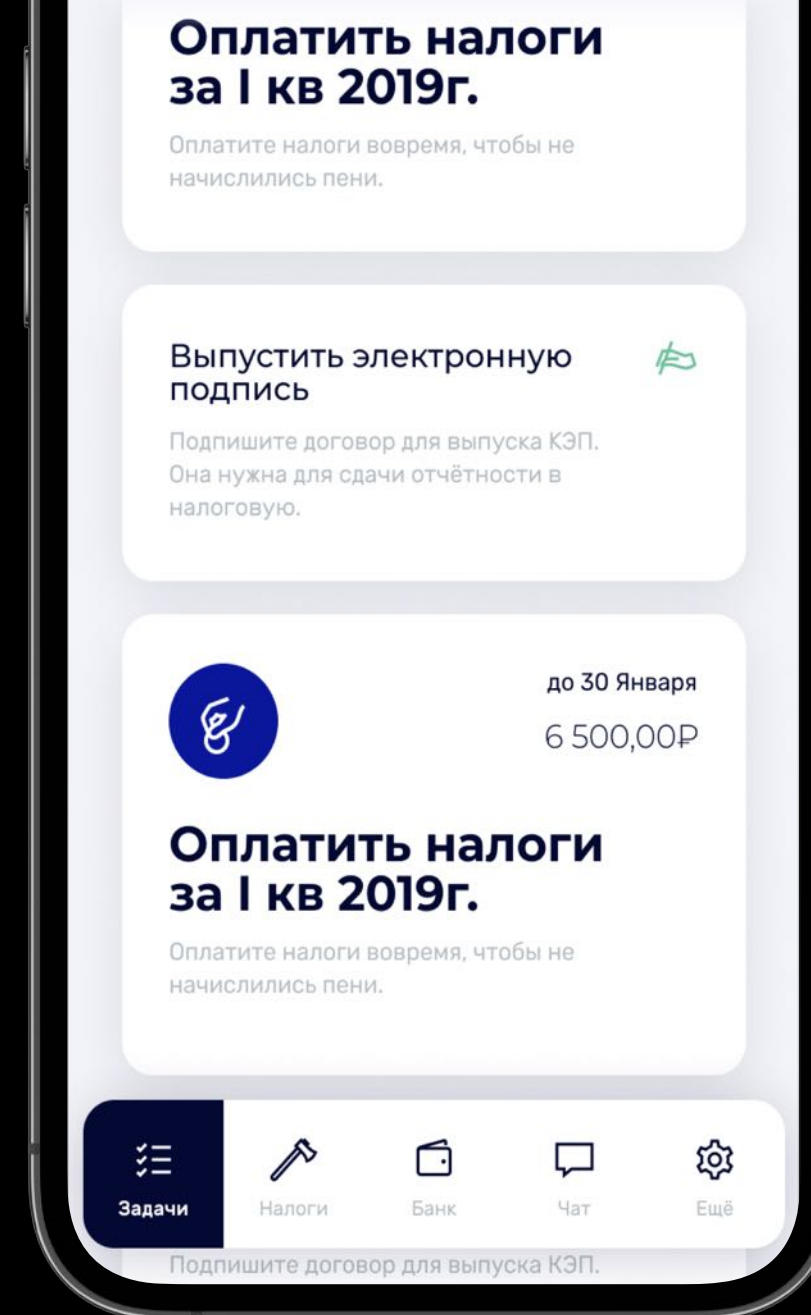 Оплатить налоги
за I кв 2019г.
Оплатите налоги вовремя, чтобы не
начислились пени.
Выпустить электронную
подпись
Подпишите договор для выпуска КЭП.
Она нужна для сдачи отчётности в
налоговую.
до 30 Января
6 500,00₽
Оплатить налоги
за I кв 2019г.
Оплатите налоги вовремя, чтобы не
начислились пени.
Задачи
Налоги
Банк
Чат
Ещё
Подпишите договор для выпуска КЭП.